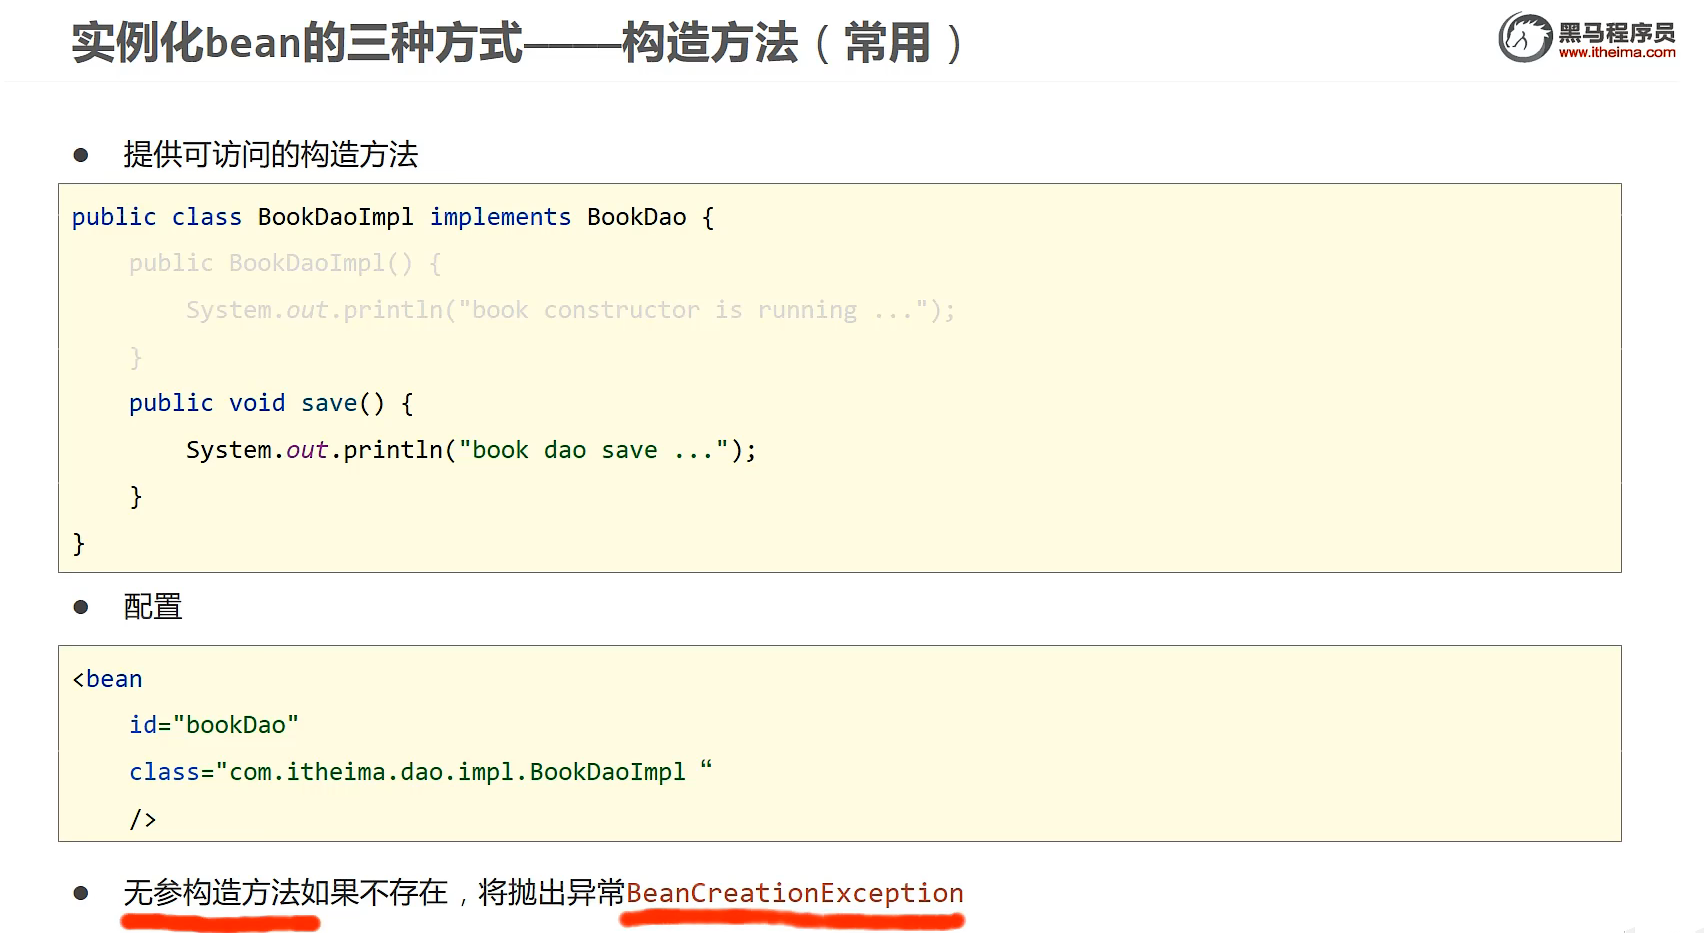 实例化bean的三种方式——构造方法（常用）
黑马程序员
www.itheima.com
● 提供可访问的构造方法
public class BookDaoImpl implements BookDao {
    public BookDaoImpl() {
        System.out.println("book constructor is running ...");
    }
    public void save() {
        System.out.println("book dao save ...");
    }
}
● 配置
<bean
    id="bookDao"
    class="com.itheima.dao.impl.BookDaoImpl “
    />
● 无参构造方法如果不存在，将抛出异常BeanCreationException